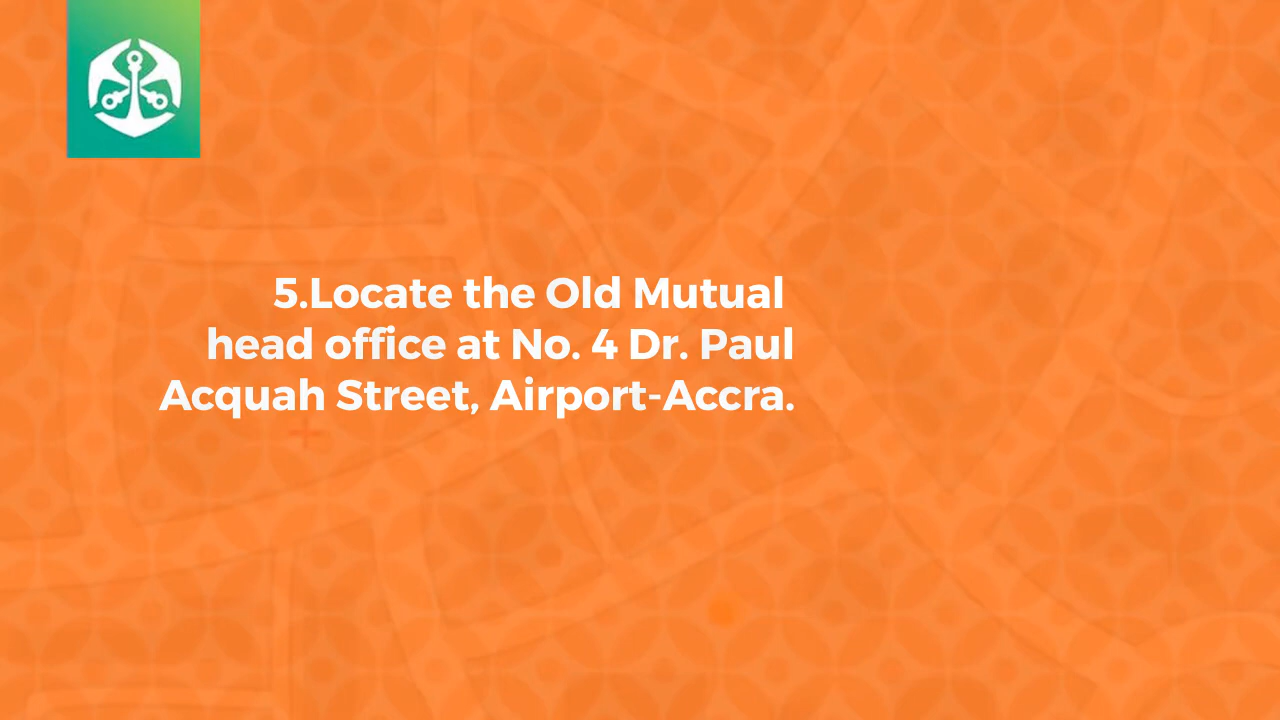 5.Locate the Old Mutual
head office at No. 4 Dr. Paul
Acquah Street, Airport-Accra.